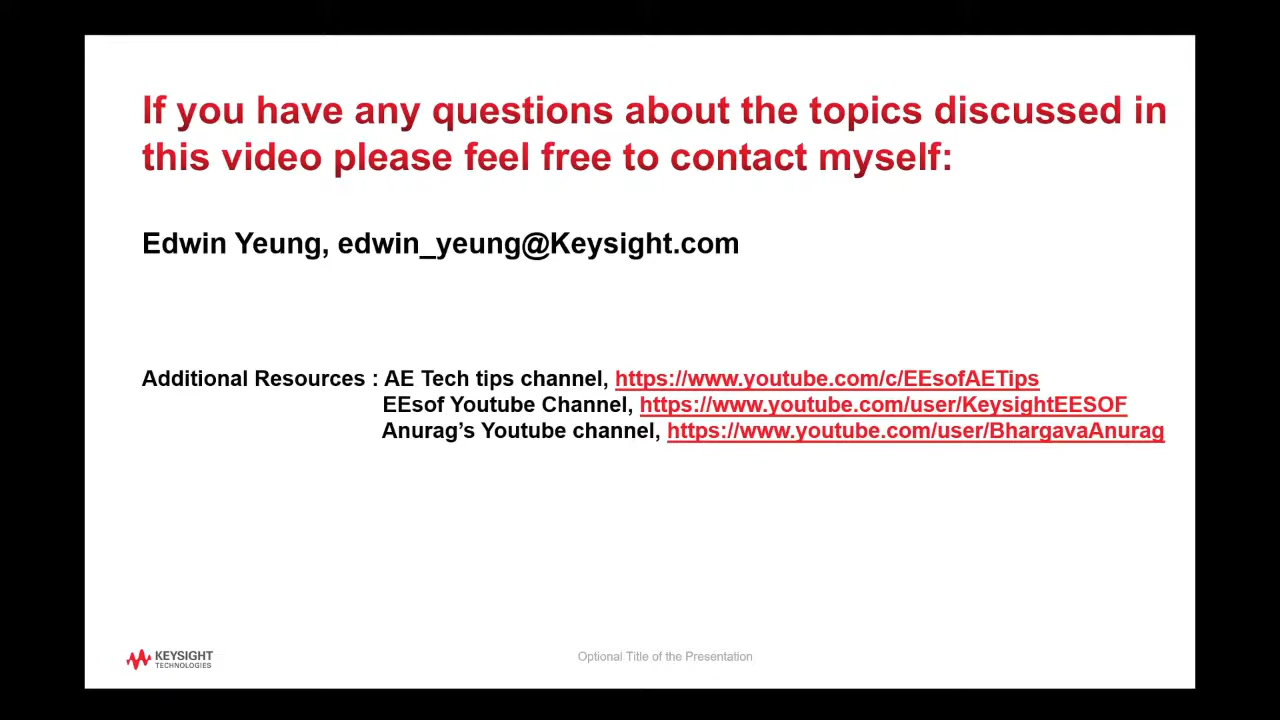 If you have any questions about the topics discussed in
this video please feel free to contact myself:
Edwin Yeung, edwin_yeung@Keysight.com
Additional Resources : AE Tech tips channel, https://www.youtube.com/c/EEsofAETips
EEsof Youtube Channel, https://www.youtube.com/user/KeysightEESOF
Anurag’s Youtube channel, https://www.youtube.com/user/BhargavaAnurag
KEYSIGHT
TECHNOLOGIES
Optional Title of the Presentation